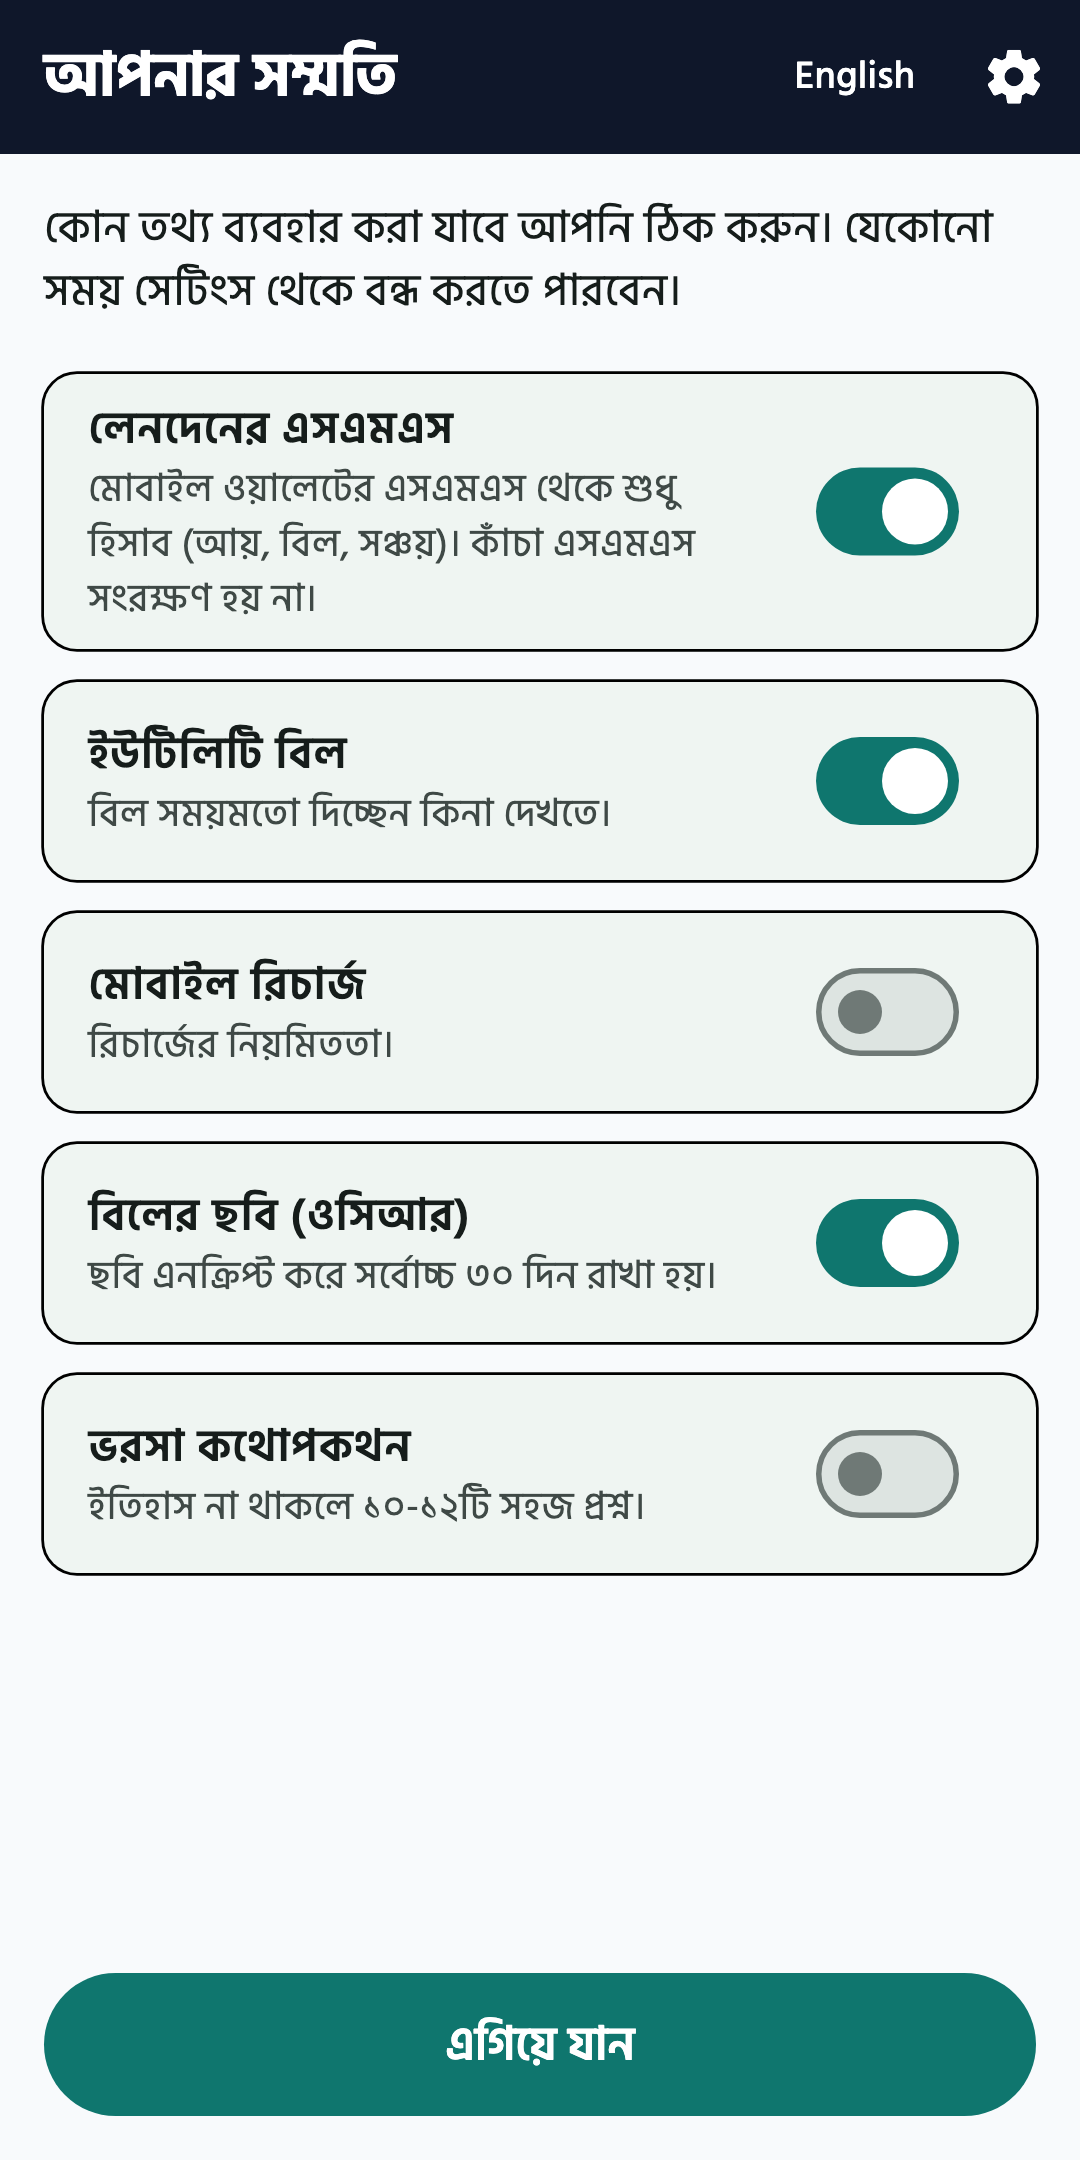 আপনার সম্মতি
English
কোন তথ্য ব্যবহার করা যাবে আপনি ঠিক করুন। যেকোনো
সময় সেটিংস থেকে বন্ধ করতে পারবেন।
লেনদেনের এসএমএস
মোবাইল ওয়ালেটের এসএমএস থেকে শুধু
হিসাব (আয়, বিল, সঞ্চয়)। কাঁচা এসএমএস
সংরক্ষণ হয় না।
ইউটিলিটি বিল
বিল সময়মতো দিচ্ছেন কিনা দেখতে।
মোবাইল রিচার্জ
রিচার্জের নিয়মিততা।
বিলের ছবি (ওসিআর)
ছবি এনক্রিপ্ট করে সর্বোচ্চ ৩০ দিন রাখা হয়।
ভরসা কথোপকথন
ইতিহাস না থাকলে ১০-১২টি সহজ প্রশ্ন।
এগিয়ে যান